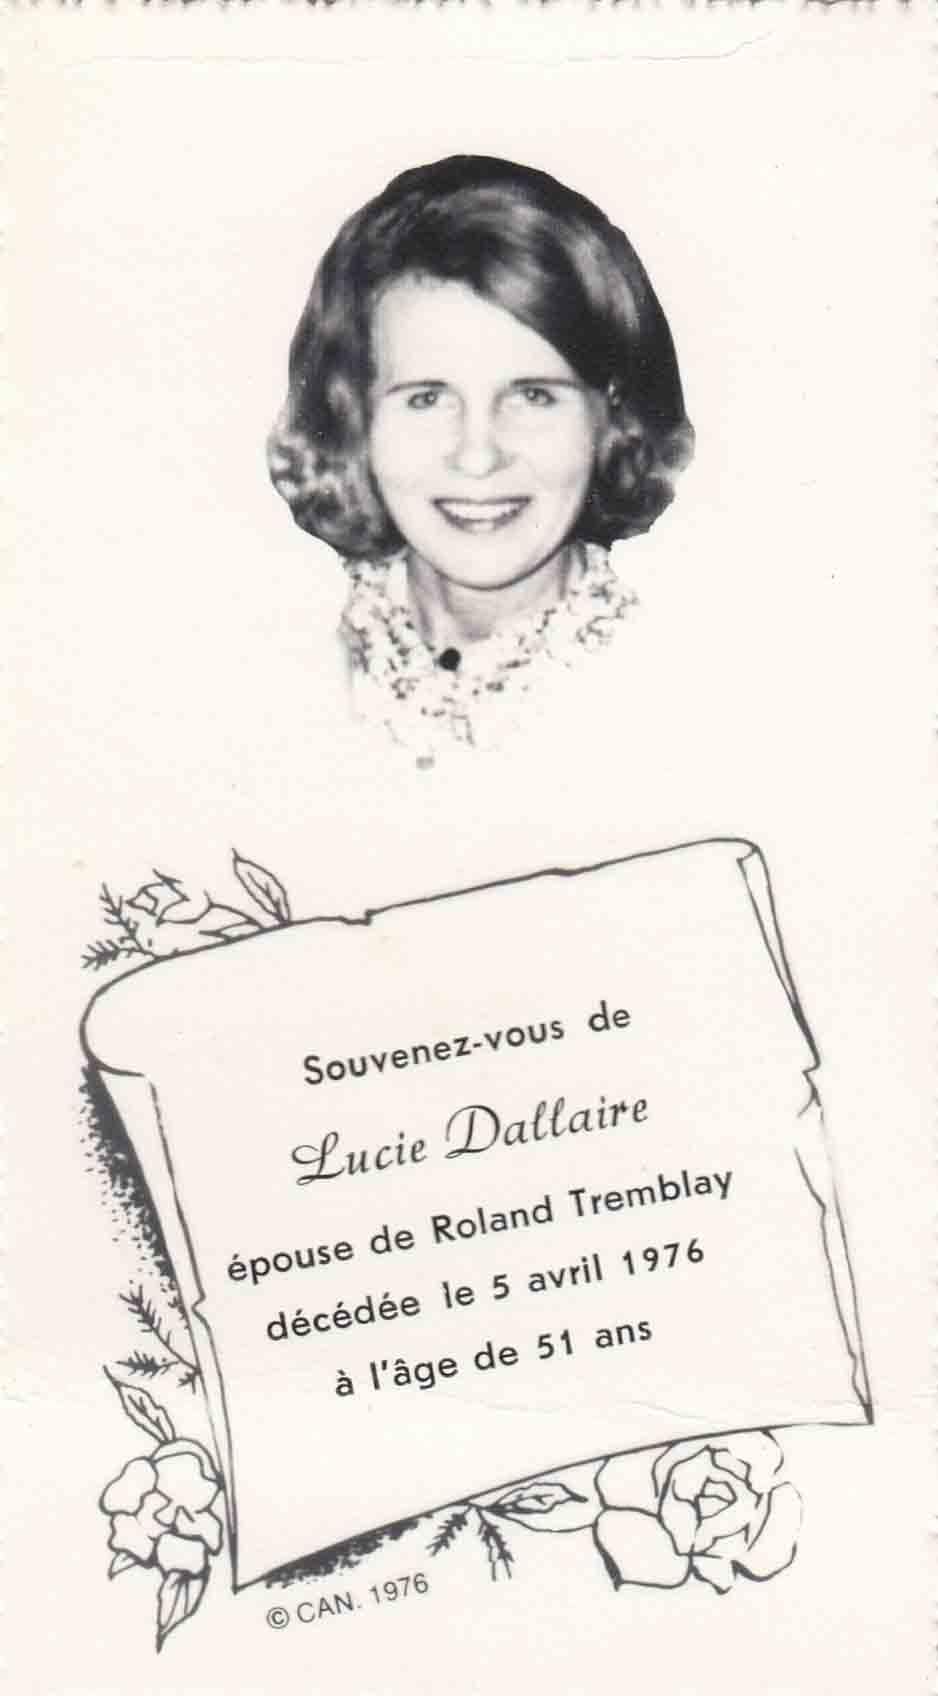 Souvenez-vous de
Lucie Dallaire
épouse de Roland Tremblay
décédée le 5 avril 1976
à l'âge de 51 ans
© CAN. 1976